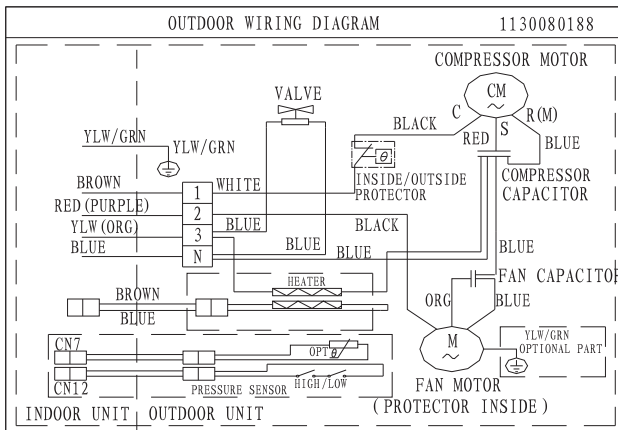 OUTDOOR WIRING DIAGRAM 1130080188
COMPRESSOR MOTOR
CM
VALVE
C
S
R(M)
BLACK
RED
BLUE
YLW/GRN
YLW/GRN
θ
INSIDE/OUTSIDE
PROTECTOR
COMPRESSOR
CAPACITOR
BROWN
1
WHITE
RED(PURPLE)
2
BLACK
YLW(ORG)
3
BLUE
BLUE
N
BLUE
BLUE
BLUE
HEATER
FAN CAPACITOR
BROWN
BLUE
ORG
BLUE
CN7
OPT
θ
M
YLW/GRN
OPTIONAL PART
CN12
PRESSURE SENSOR
HIGH/LOW
FAN MOTOR
(PROTECTOR INSIDE)
INDOOR UNIT
OUTDOOR UNIT